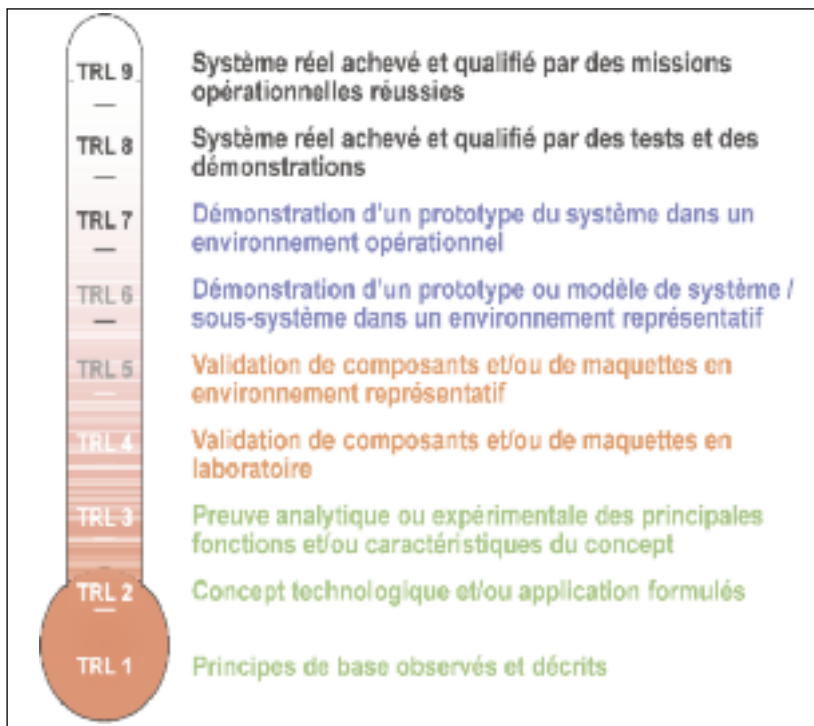 TRL 9 Système réel achevé et qualifié par des missions
opérationnelles réussies
TRL 8 Système réel achevé et qualifié par des tests et des
démonstrations
TRL 7 Démonstration d'un prototype du système dans un
environnement opérationnel
TRL 6 Démonstration d'un prototype ou modèle de système /
sous-système dans un environnement représentatif
TRL 5 Validation de composants et/ou de maquettes en
environnement représentatif
TRL 4 Validation de composants et/ou de maquettes en
laboratoire
TRL 3 Preuve analytique ou expérimentale des principales
fonctions et/ou caractéristiques du concept
TRL 2 Concept technologique et/ou application formulés
TRL 1 Principes de base observés et décrits